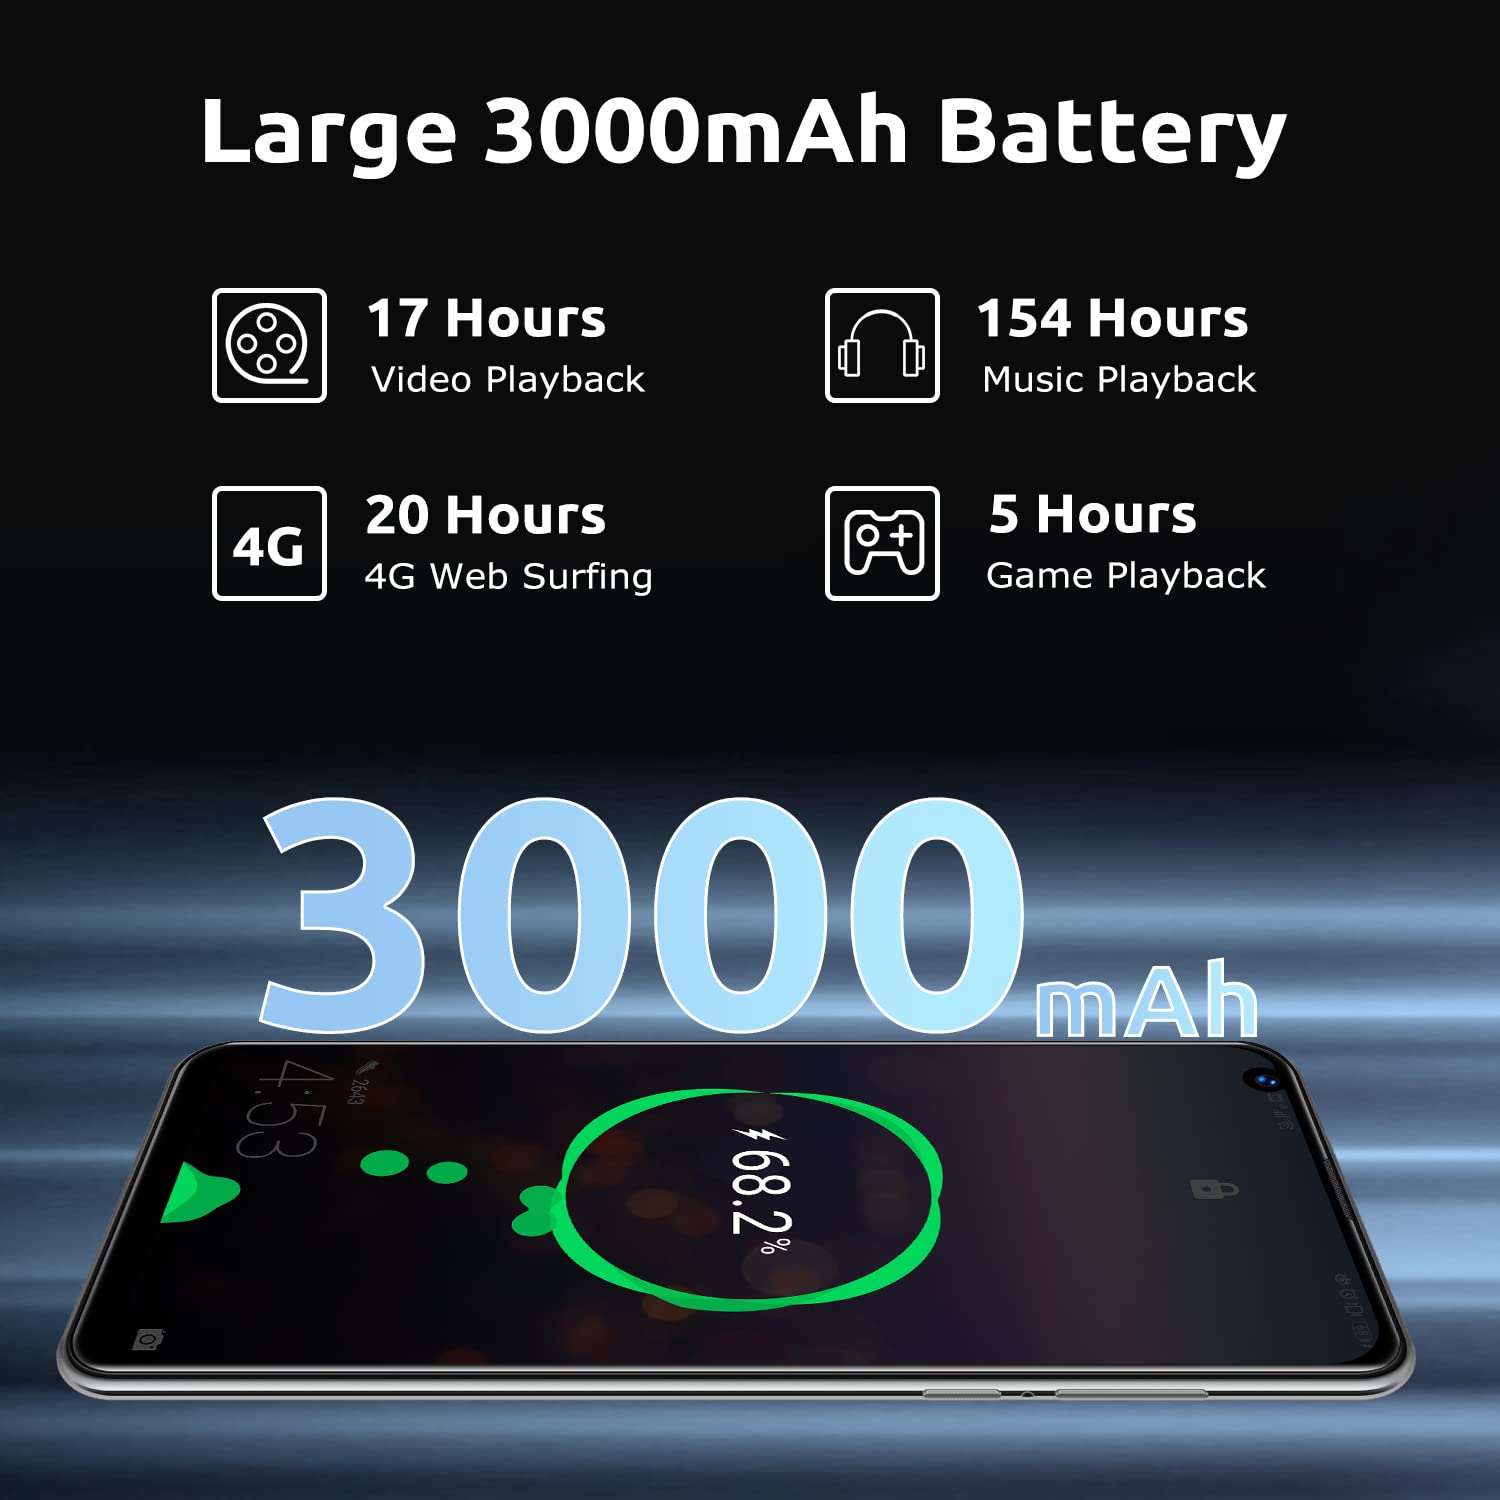 Large 3000mAh Battery
17 Hours
Video Playback
154 Hours
Music Playback
4G
20 Hours
4G Web Surfing
5 Hours
Game Playback
3000mAh
4:53
2643
68.2%